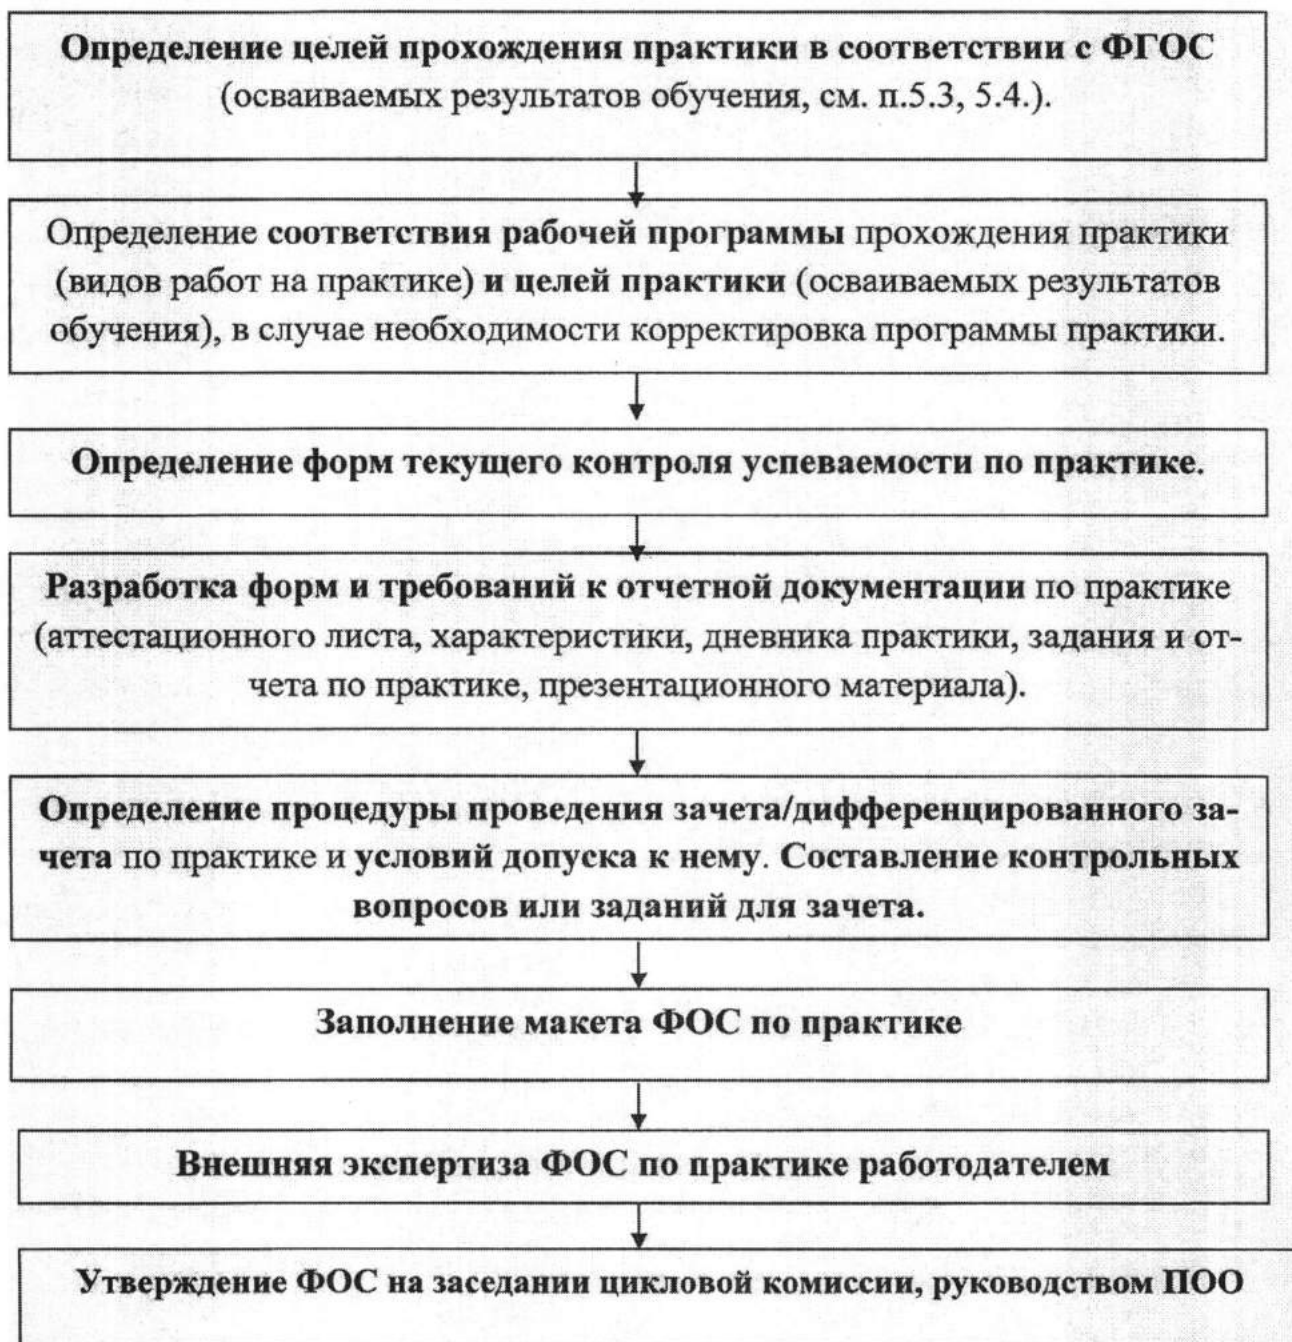 Определение целей прохождения практики в соответствии с ФГОС
(осваиваемых результатов обучения, см. п.5.3, 5.4.).
Определение соответствия рабочей программы прохождения практики
(видов работ на практике) и целей практики (осваиваемых результатов
обучения), в случае необходимости корректировка программы практики.
Определение форм текущего контроля успеваемости по практике.
Разработка форм и требований к отчетной документации по практике
(аттестационного листа, характеристики, дневника практики, задания и от-
чета по практике, презентационного материала).
Определение процедуры проведения зачета/дифференцированного за-
чета по практике и условий допуска к нему. Составление контрольных
вопросов или заданий для зачета.
Заполнение макета ФОС по практике
Внешняя экспертиза ФОС по практике работодателем
Утверждение ФОС на заседании цикловой комиссии, руководством ПОО